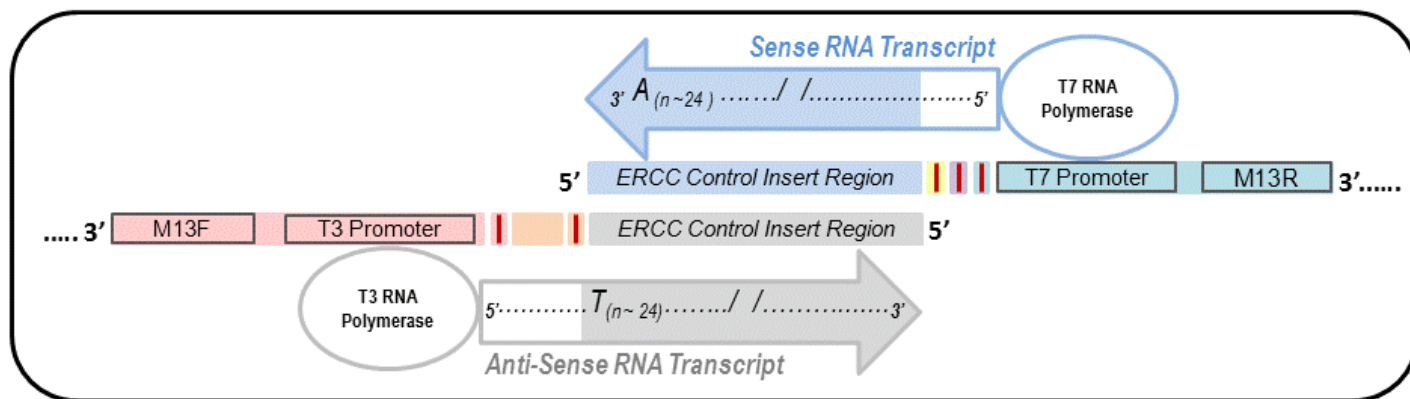 Sense RNA Transcript
3’ A (n ~24 ) ……./ /…………………………5’
T7 RNA
Polymerase
5’ ERCC Control Insert Region T7 Promoter M13R 3’……
….. 3’ M13F T3 Promoter ERCC Control Insert Region 5’
T3 RNA
Polymerase
5’………… T(n~ 24)……../ /……………………3’
Anti-Sense RNA Transcript